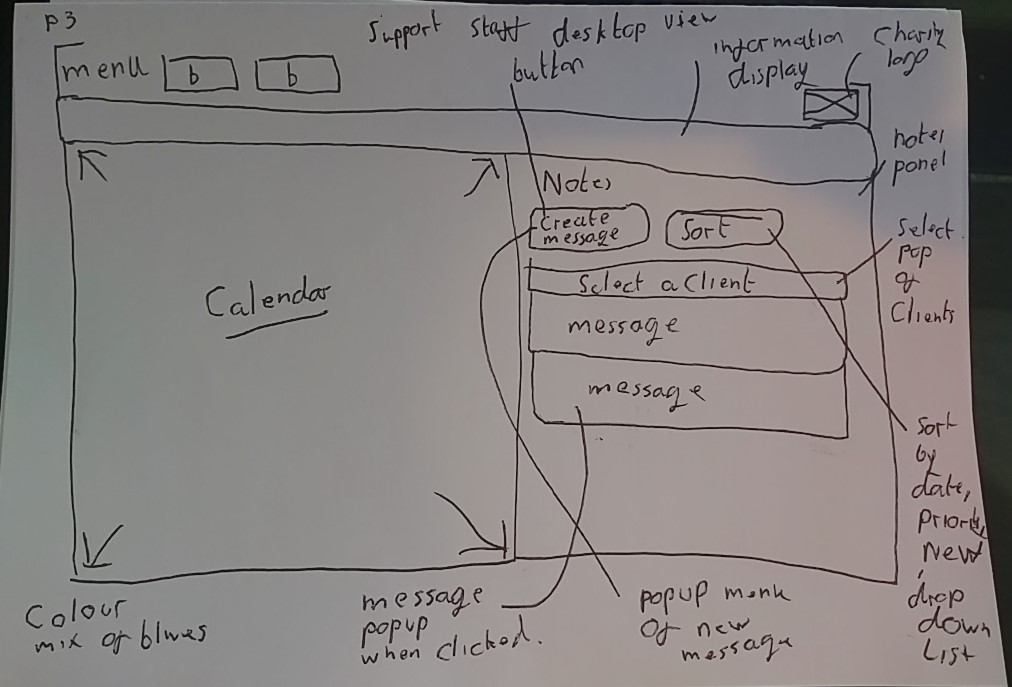 P3
Support staff desktop view
menu b b
button
information
display
Charity
logo
notes
panel
Notes
Create
message
Sort
Select a Client
message
message
Calendar
Select
pop
of
Clients
Sort
by
date,
priority,
New
, drop
down
List
Colour
mix of blues
message
popup
when clicked.
popup menu
of new
message